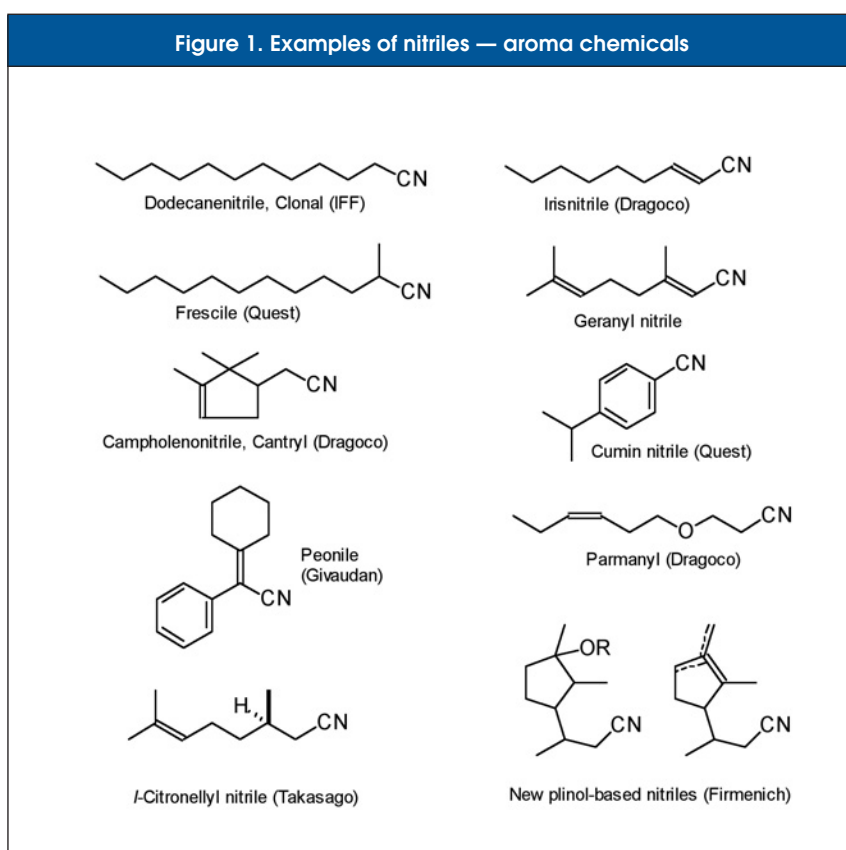 Figure 1. Examples of nitriles — aroma chemicals
CN
Dodecanenitrile, Clonal (IFF)
CN
Irisnitrile (Dragoco)
CN
Frescile (Quest)
CN
Geranyl nitrile
CN
Campholenonitrile, Cantryl (Dragoco)
CN
Cumin nitrile (Quest)
Peonile
(Givaudan)
CN
O
CN
Parmanyl (Dragoco)
H
CN
l-Citronellyl nitrile (Takasago)
OR
CN
CN
New plinol-based nitriles (Firmenich)